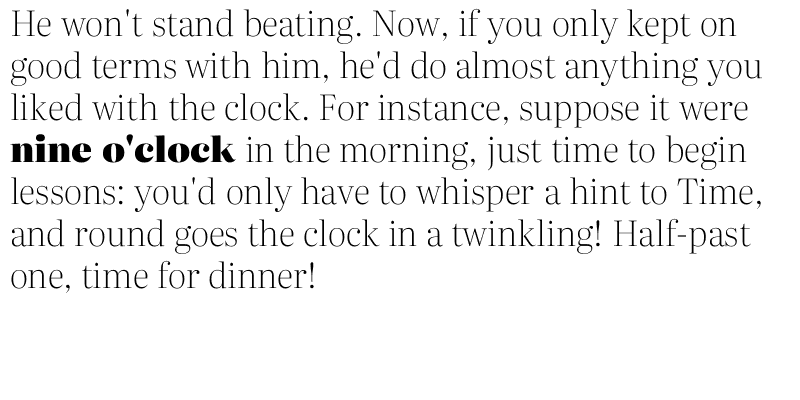 He won't stand beating. Now, if you only kept on
good terms with him, he'd do almost anything you
liked with the clock. For instance, suppose it were
nine o'clock in the morning, just time to begin
lessons: you'd only have to whisper a hint to Time,
and round goes the clock in a twinkling! Half-past
one, time for dinner!